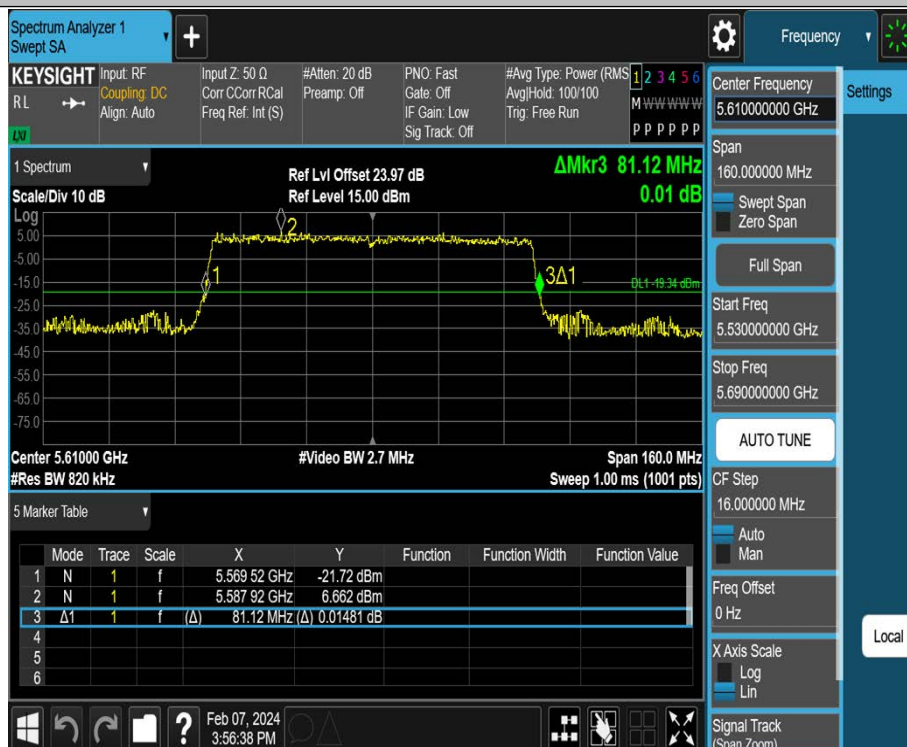 Spectrum Analyzer 1
Swept SA
+
Frequency
KEYSIGHT
RL
LXI
Input: RF
Coupling: DC
Align: Auto
Input Z: 50 Ω
Corr CCorr RCal
Freq Ref: Int (S)
#Atten: 20 dB
Preamp: Off
PNO: Fast
Gate: Off
IF Gain: Low
Sig Track: Off
#Avg Type: Power (RMS
Avg|Hold: 100/100
Trig: Free Run
1 2 3 4 5 6
M W W W W W
P P P P P P
1 Spectrum
Scale/Div 10 dB
Ref Lvl Offset 23.97 dB
Ref Level 15.00 dBm
ΔMkr3 81.12 MHz
0.01 dB
Log
5.00
-5.00
-15.0
-25.0
-35.0
-45.0
-55.0
-65.0
-75.0
2
1
3Δ1
DL1 -19.34 dBm
Center 5.61000 GHz
#Video BW 2.7 MHz
Span 160.0 MHz
#Res BW 820 kHz
Sweep 1.00 ms (1001 pts)
5 Marker Table
Mode Trace Scale X Y Function Function Width Function Value
1 N 1 f 5.569 52 GHz -21.72 dBm
2 N 1 f 5.587 92 GHz 6.662 dBm
3 Δ1 1 f (Δ) 81.12 MHz (Δ) 0.01481 dB
4
5
6
?
Feb 07, 2024
3:56:38 PM
Center Frequency
5.610000000 GHz
Settings
Span
160.000000 MHz
Swept Span
Zero Span
Full Span
Start Freq
5.530000000 GHz
Stop Freq
5.690000000 GHz
AUTO TUNE
CF Step
16.000000 MHz
Auto
Man
Freq Offset
0 Hz
Local
X Axis Scale
Log
Lin
Signal Track
(Span Zoom)